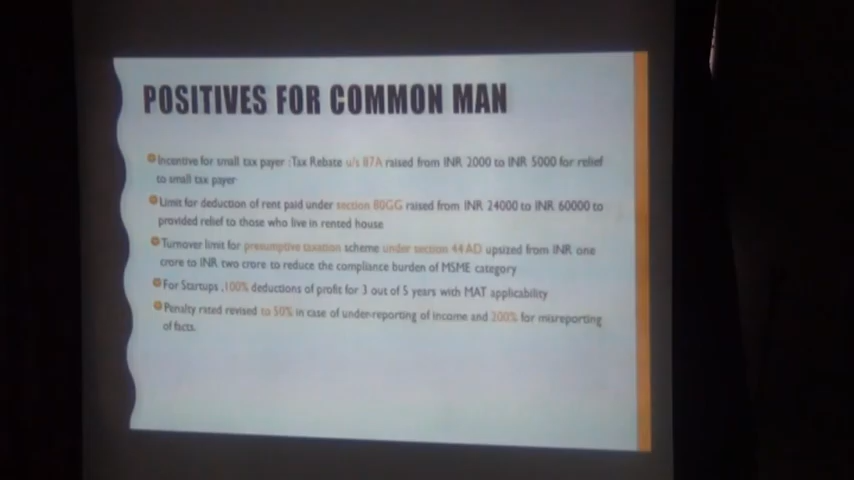 POSITIVES FOR COMMON MAN
Incentive for small tax payer :Tax Rebate u/s 87A raised from INR 2000 to INR 5000 for relief
to small tax payer
Limit for deduction of rent paid under section 80GG raised from INR 24000 to INR 60000 to
provided relief to those who live in rented house
Turnover limit for presumptive taxation scheme under section 44AD upsized from INR one
crore to INR two crore to reduce the compliance burden of MSME category
For Startups ,100% deductions of profit for 3 out of 5 years with MAT applicability
Penalty rated revised to 50% in case of under-reporting of income and 200% for misreporting
of facts.